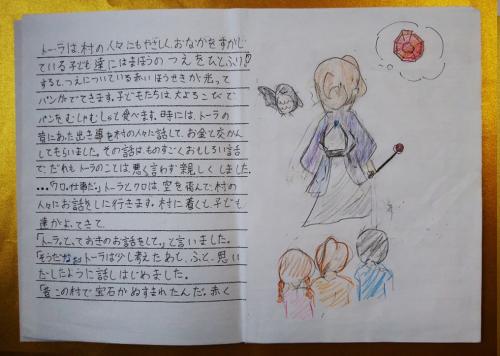 トーラは、村の人々にもやさしく、おなかをすかし
ている子ども達にはまほうのつえをひとふり!!
すると、つえについている赤いほうせきが光って
パンがでてきます。子どもたちは大よろこびで
パンをむしゃむしゃと食べます。時には、トーラの
昔にあった出き事を村の人々に話して、お金と交かん
してもらいました。その話はものすごくおもしろい話
で、だれもトーラのことは悪く言わず親しくしました。
…「クロ、仕事だ。」トーラとクロは、空を飛んで、村の
人々にお話をしに行きます。村に着くと、子ども
達がよってきて
「トーラ、とっておきのお話をして。」と言いました。
「そうだなぁ」トーラは少し考えたあと、ふと、思い
だしたように話しはじめました。
「昔この村で宝石がぬすまれたんだ。赤く